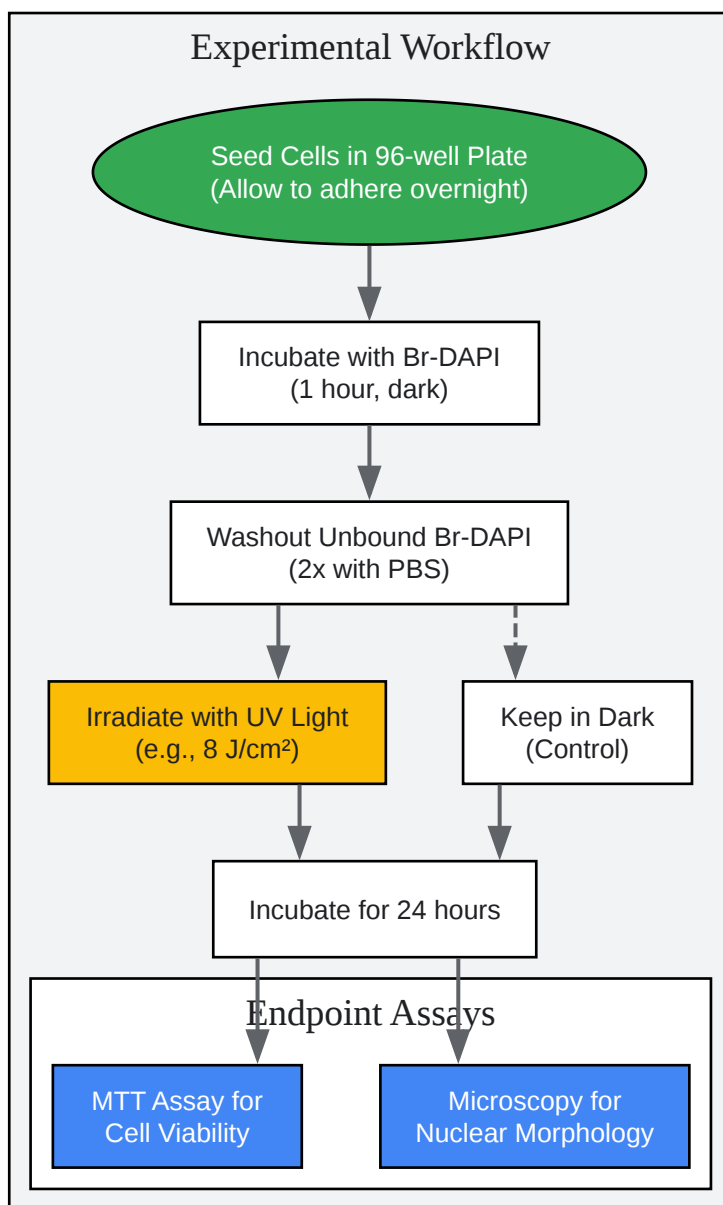 Experimental Workflow
Seed Cells in 96-well Plate
(Allow to adhere overnight)
Incubate with Br-DAPI
(1 hour, dark)
Washout Unbound Br-DAPI
(2x with PBS)
Irradiate with UV Light
(e.g., 8 J/cm²)
Keep in Dark
(Control)
Incubate for 24 hours
Endpoint Assays
MTT Assay for
Cell Viability
Microscopy for
Nuclear Morphology